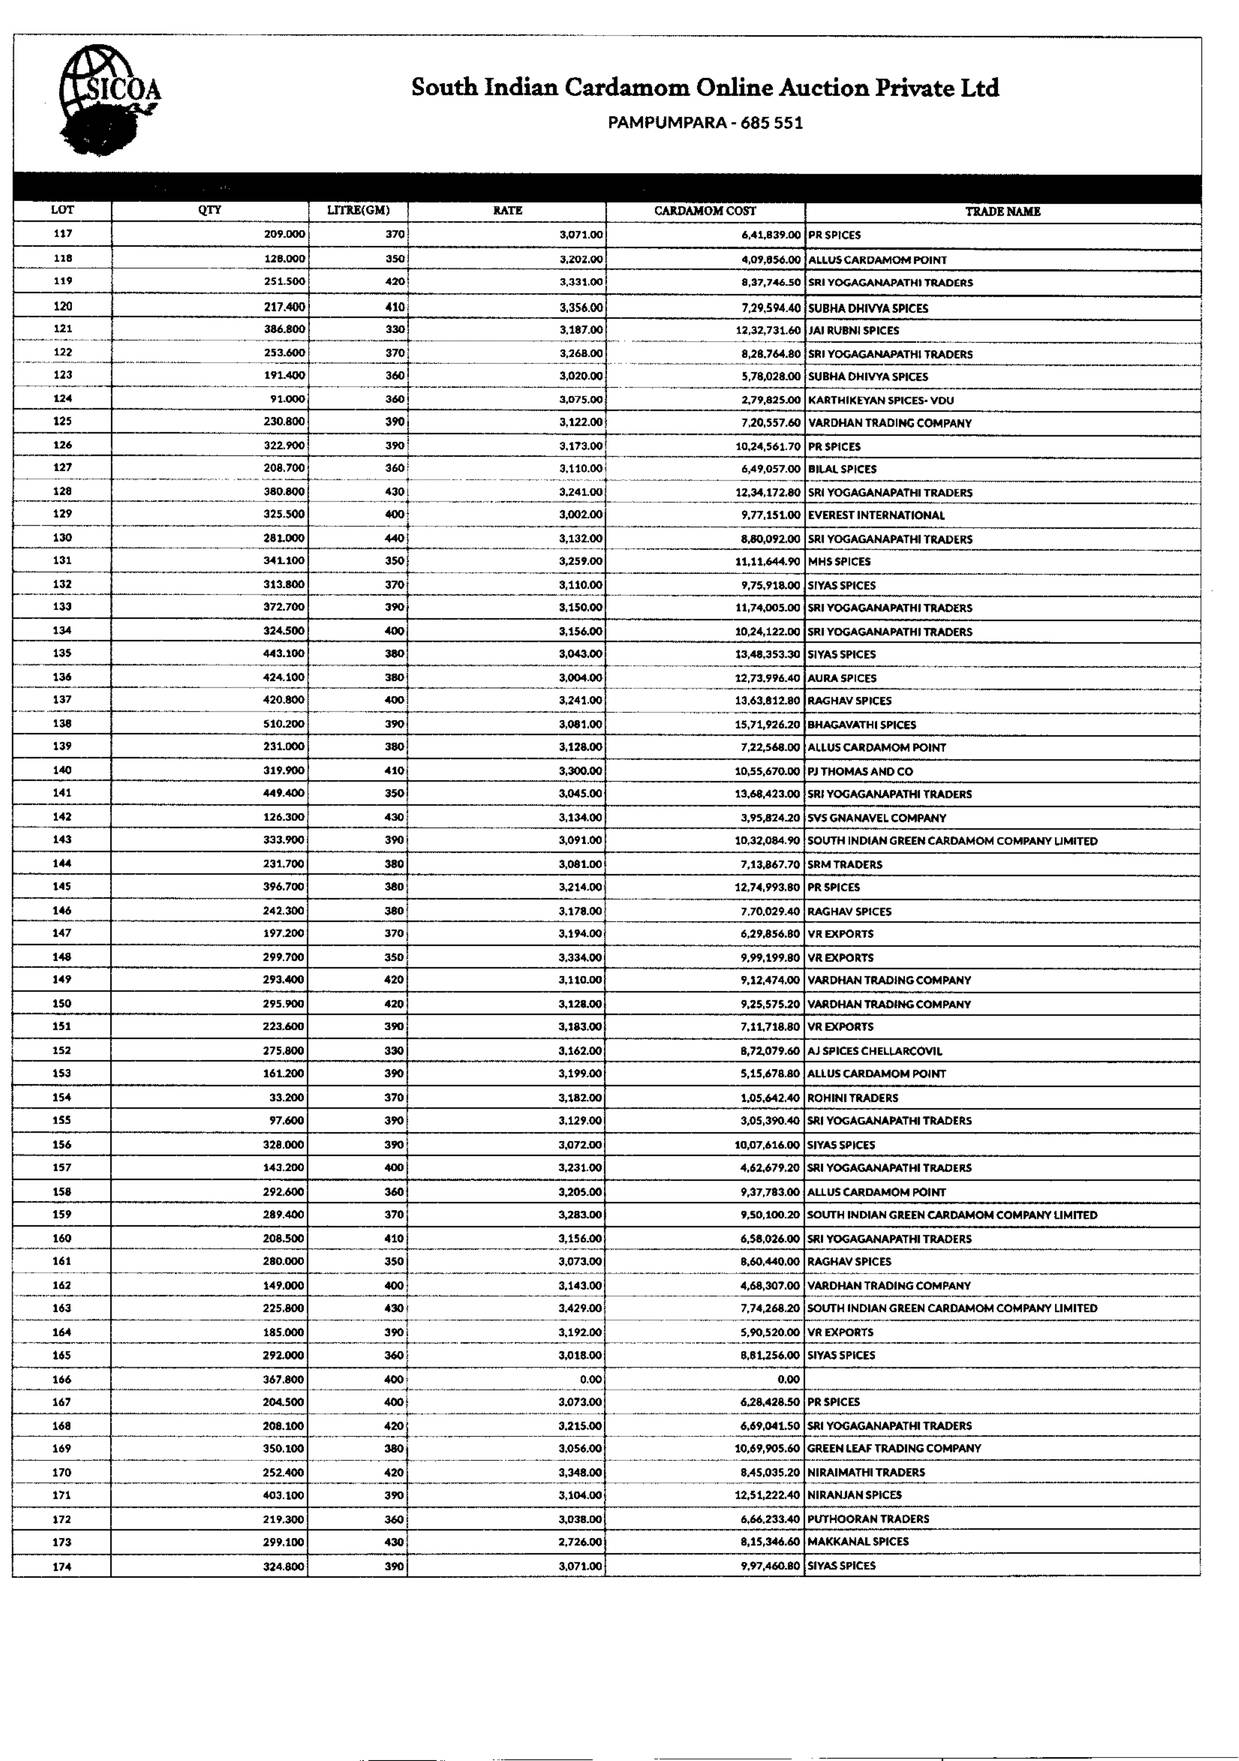 SICOA
South Indian Cardamom Online Auction Private Ltd
PAMPUMPARA - 685 551
LOT QTY LITRE(GM) RATE CARDAMOM COST TRADE NAME
117 209.000 370 3,071.00 6,41,839.00 PR SPICES
118 128.000 350 3,202.00 4,09,856.00 ALLUS CARDAMOM POINT
119 251.500 420 3,331.00 8,37,746.50 SRI YOGAGANAPATHI TRADERS
120 217.400 410 3,356.00 7,29,594.40 SUBHA DHIVYA SPICES
121 386.800 330 3,187.00 12,32,731.60 JAI RUBNI SPICES
122 253.600 370 3,268.00 8,28,764.80 SRI YOGAGANAPATHI TRADERS
123 191.400 360 3,020.00 5,78,028.00 SUBHA DHIVYA SPICES
124 91.000 360 3,075.00 2,79,825.00 KARTHIKEYAN SPICES- VDU
125 230.800 390 3,122.00 7,20,557.60 VARDHAN TRADING COMPANY
126 322.900 390 3,173.00 10,24,561.70 PR SPICES
127 208.700 360 3,110.00 6,49,057.00 BILAL SPICES
128 380.800 430 3,241.00 12,34,172.80 SRI YOGAGANAPATHI TRADERS
129 325.500 400 3,002.00 9,77,151.00 EVEREST INTERNATIONAL
130 281.000 440 3,132.00 8,80,092.00 SRI YOGAGANAPATHI TRADERS
131 341.100 350 3,259.00 11,11,644.90 MHS SPICES
132 313.800 370 3,110.00 9,75,918.00 SIYAS SPICES
133 372.700 390 3,150.00 11,74,005.00 SRI YOGAGANAPATHI TRADERS
134 324.500 400 3,156.00 10,24,122.00 SRI YOGAGANAPATHI TRADERS
135 443.100 380 3,043.00 13,48,353.30 SIYAS SPICES
136 424.100 380 3,004.00 12,73,996.40 AURA SPICES
137 420.800 400 3,241.00 13,63,812.80 RAGHAV SPICES
138 510.200 390 3,081.00 15,71,926.20 BHAGAVATHI SPICES
139 231.000 380 3,128.00 7,22,568.00 ALLUS CARDAMOM POINT
140 319.900 410 3,300.00 10,55,670.00 PJ THOMAS AND CO
141 449.400 350 3,045.00 13,68,423.00 SRI YOGAGANAPATHI TRADERS
142 126.300 430 3,134.00 3,95,824.20 SVS GNANAVEL COMPANY
143 333.900 390 3,091.00 10,32,084.90 SOUTH INDIAN GREEN CARDAMOM COMPANY LIMITED
144 231.700 380 3,081.00 7,13,867.70 SRM TRADERS
145 396.700 380 3,214.00 12,74,993.80 PR SPICES
146 242.300 380 3,178.00 7,70,029.40 RAGHAV SPICES
147 197.200 370 3,194.00 6,29,856.80 VR EXPORTS
148 299.700 350 3,334.00 9,99,199.80 VR EXPORTS
149 293.400 420 3,110.00 9,12,474.00 VARDHAN TRADING COMPANY
150 295.900 420 3,128.00 9,25,575.20 VARDHAN TRADING COMPANY
151 223.600 390 3,183.00 7,11,718.80 VR EXPORTS
152 275.800 330 3,162.00 8,72,079.60 AJ SPICES CHELLARCOVIL
153 161.200 390 3,199.00 5,15,678.80 ALLUS CARDAMOM POINT
154 33.200 370 3,182.00 1,05,642.40 ROHINI TRADERS
155 97.600 390 3,129.00 3,05,390.40 SRI YOGAGANAPATHI TRADERS
156 328.000 390 3,072.00 10,07,616.00 SIYAS SPICES
157 143.200 400 3,231.00 4,62,679.20 SRI YOGAGANAPATHI TRADERS
158 292.600 360 3,205.00 9,37,783.00 ALLUS CARDAMOM POINT
159 289.400 370 3,283.00 9,50,100.20 SOUTH INDIAN GREEN CARDAMOM COMPANY LIMITED
160 208.500 410 3,156.00 6,58,026.00 SRI YOGAGANAPATHI TRADERS
161 280.000 350 3,073.00 8,60,440.00 RAGHAV SPICES
162 149.000 400 3,143.00 4,68,307.00 VARDHAN TRADING COMPANY
163 225.800 430 3,429.00 7,74,268.20 SOUTH INDIAN GREEN CARDAMOM COMPANY LIMITED
164 185.000 390 3,192.00 5,90,520.00 VR EXPORTS
165 292.000 360 3,018.00 8,81,256.00 SIYAS SPICES
166 367.800 400 0.00 0.00
167 204.500 400 3,073.00 6,28,428.50 PR SPICES
168 208.100 420 3,215.00 6,69,041.50 SRI YOGAGANAPATHI TRADERS
169 350.100 380 3,056.00 10,69,905.60 GREEN LEAF TRADING COMPANY
170 252.400 420 3,348.00 8,45,035.20 NIRAIMATHI TRADERS
171 403.100 390 3,104.00 12,51,222.40 NIRANJAN SPICES
172 219.300 360 3,038.00 6,66,233.40 PUTHOORAN TRADERS
173 299.100 430 2,726.00 8,15,346.60 MAKKANAL SPICES
174 324.800 390 3,071.00 9,97,460.80 SIYAS SPICES